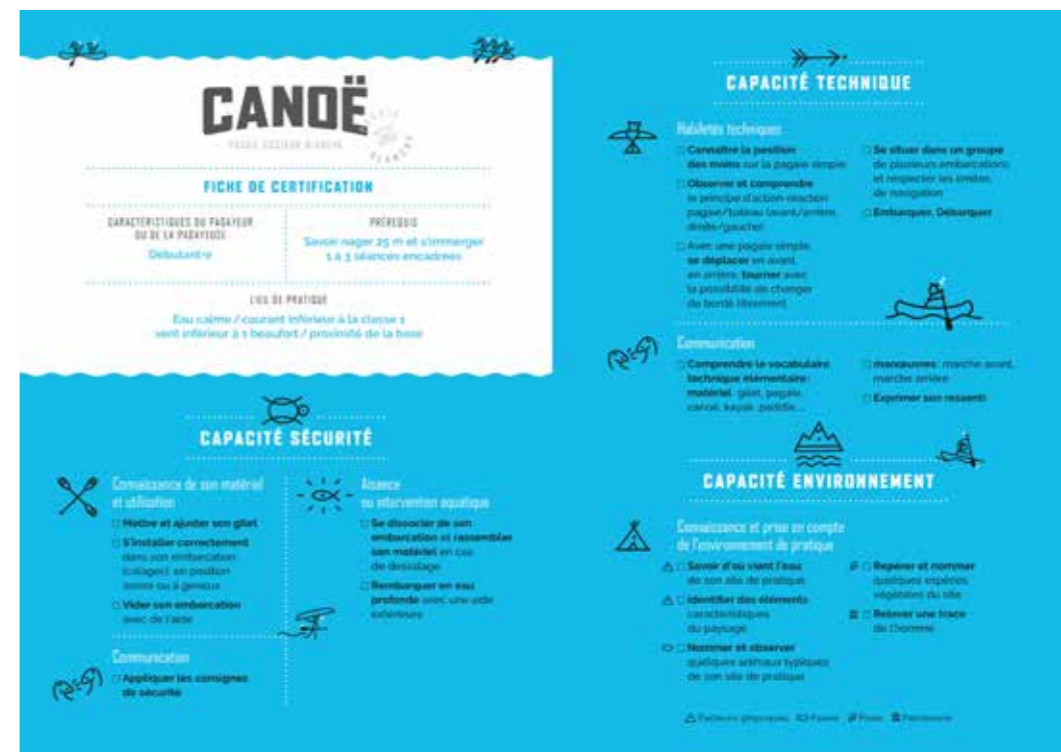 CANOË
PAGAIE COULEUR BLANCHE
PAGAIE BLANCHE
FICHE DE CERTIFICATION
CARACTÉRISTIQUES DU PAGAYEUR
OU DE LA PAGAYEUSE
Débutant·e
PRÉREQUIS
Savoir nager 25 m et s'immerger
1 à 3 séances encadrées
LIEU DE PRATIQUE
Eau calme / courant inférieur à la classe 1
vent inférieur à 1 beaufort / proximité de la base
CAPACITÉ SÉCURITÉ
Connaissance de son matériel
et utilisation
Mettre et ajuster son gilet
S'installer correctement
dans son embarcation
(calages), en position
assise ou à genoux
Vider son embarcation
avec de l'aide
Communication
Appliquer les consignes
de sécurité
Aisance
ou intervention aquatique
Se dissocier de son
embarcation et rassembler
son matériel en cas
de dessalage
Rembarquer en eau
profonde avec une aide
extérieure
CAPACITÉ TECHNIQUE
Habiletés techniques
Connaître la position
des mains sur la pagaie simple
Observer et comprendre
le principe d'action-réaction
pagaie/bateau (avant/arrière,
droite/gauche)
Avec une pagaie simple,
se déplacer en avant,
en arrière, tourner avec
la possibilité de changer
de bordé librement
Se situer dans un groupe
de plusieurs embarcations
et respecter les limites
de navigation
Embarquer, Débarquer
Communication
Comprendre le vocabulaire
technique élémentaire :
matériel : gilet, pagaie,
canoë, kayak, paddle,...
manœuvres : marche avant,
marche arrière
Exprimer son ressenti
CAPACITÉ ENVIRONNEMENT
Connaissance et prise en compte
de l'environnement de pratique
Savoir d'où vient l'eau
de son site de pratique
Identifier des éléments
caractéristiques
du paysage
Nommer et observer
quelques animaux typiques
de son site de pratique
Repérer et nommer
quelques espèces
végétales du site
Relever une trace
de l'homme
Facteurs physiques Faune Flore Patrimoine